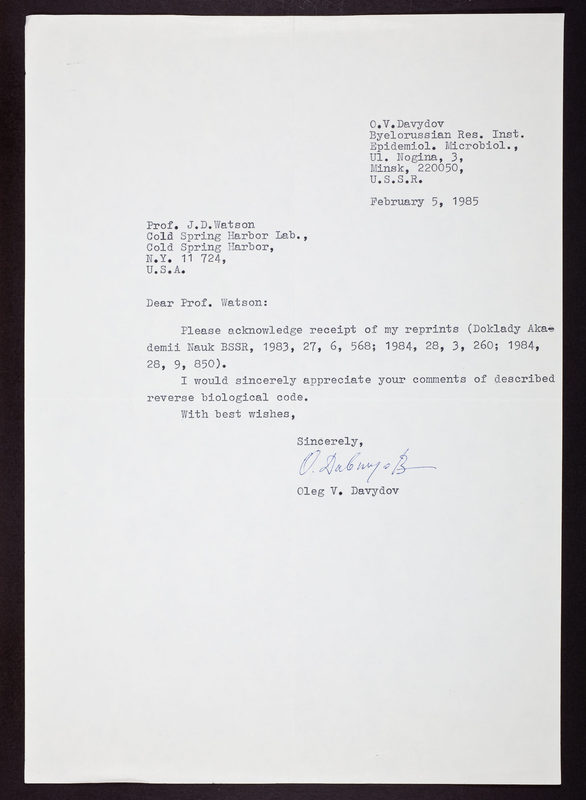 O.V.Davydov
Byelorussian Res. Inst.
Epidemiol. Microbiol.,
Ul. Nogina, 3,
Minsk, 220050,
U.S.S.R.
February 5, 1985
Prof. J.D.Watson
Cold Spring Harbor Lab.,
Cold Spring Harbor,
N.Y. 11 724,
U.S.A.
Dear Prof. Watson:
Please acknowledge receipt of my reprints (Doklady Aka-
demii Nauk BSSR, 1983, 27, 6, 568; 1984, 28, 3, 260; 1984,
28, 9, 850).
I would sincerely appreciate your comments of described
reverse biological code.
With best wishes,
Sincerely,
О. Давыдов
Oleg V. Davydov